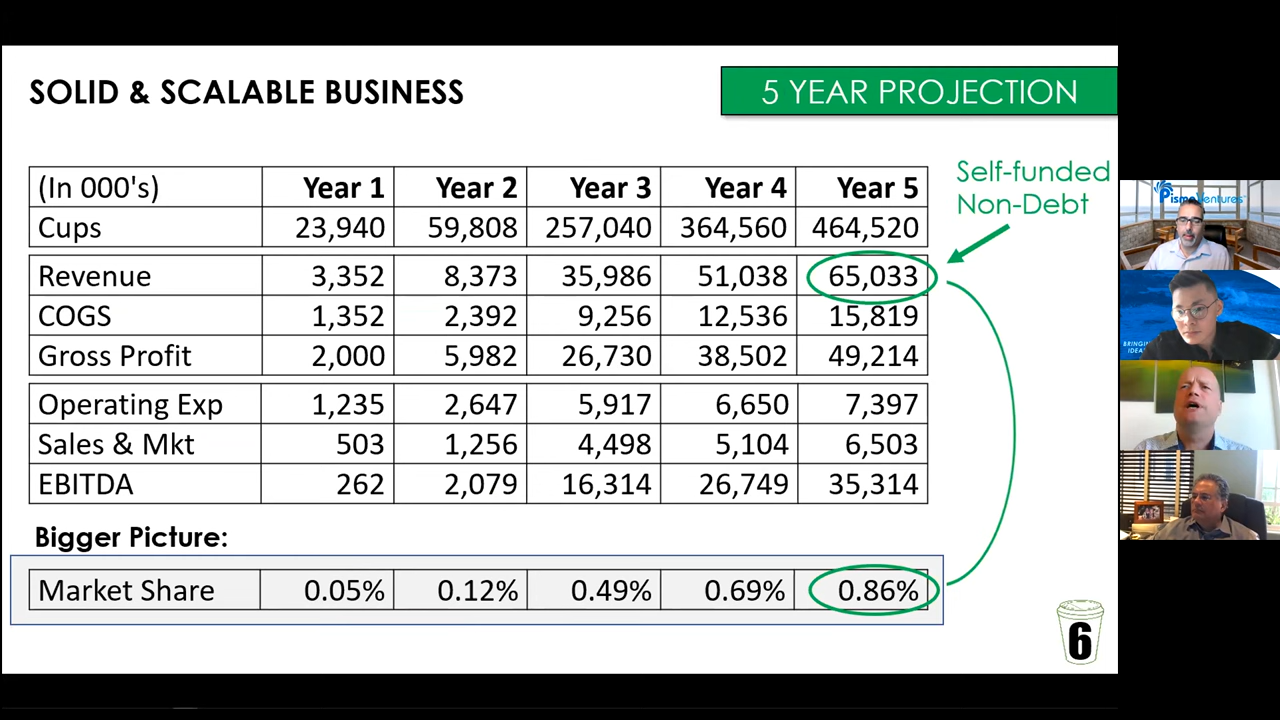 SOLID & SCALABLE BUSINESS
5 YEAR PROJECTION
Self-funded
Non-Debt
(In 000's) Year 1 Year 2 Year 3 Year 4 Year 5
Cups 23,940 59,808 257,040 364,560 464,520
Revenue 3,352 8,373 35,986 51,038 65,033
COGS 1,352 2,392 9,256 12,536 15,819
Gross Profit 2,000 5,982 26,730 38,502 49,214
Operating Exp 1,235 2,647 5,917 6,650 7,397
Sales & Mkt 503 1,256 4,498 5,104 6,503
EBITDA 262 2,079 16,314 26,749 35,314
Bigger Picture:
Market Share 0.05% 0.12% 0.49% 0.69% 0.86%
6
PismoVentures
BRINGING
IDEAS